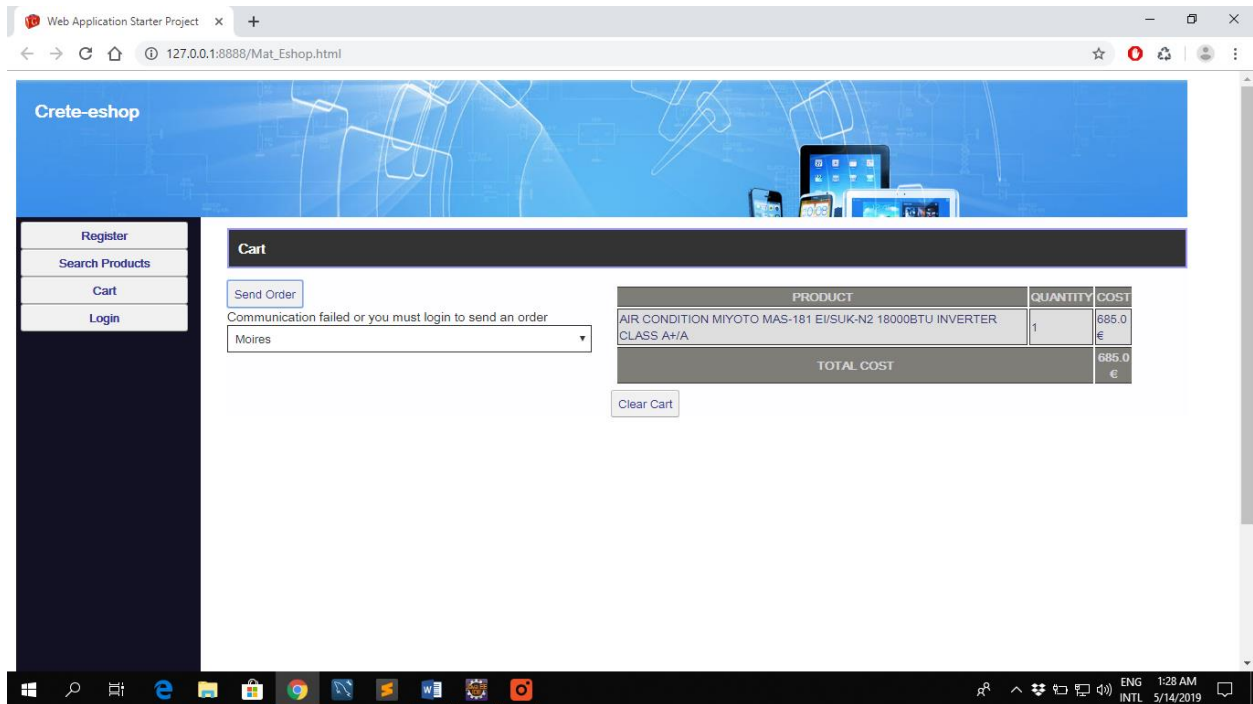 Web Application Starter Project
127.0.0.1:8888/Mat_Eshop.html
Crete-eshop
Register
Search Products
Cart
Login
Cart
Send Order
Communication failed or you must login to send an order
Moires
PRODUCT QUANTITY COST
AIR CONDITION MIYOTO MAS-181 EI/SUK-N2 18000BTU INVERTER
CLASS A+/A
1
685.0
€
TOTAL COST
685.0
€
Clear Cart
ENG
INTL
1:28 AM
5/14/2019